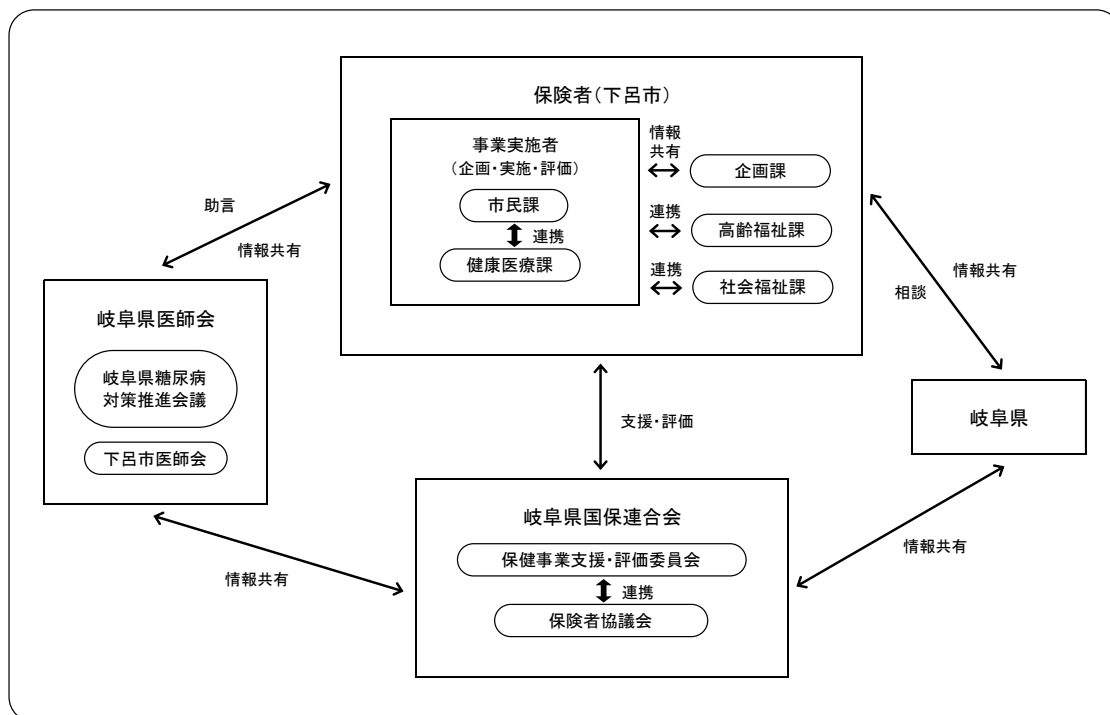 保険者（下呂市）
事業実施者
（企画・実施・評価）
市民課
連携
健康医療課
情報
共有
企画課
連携
高齢福祉課
連携
社会福祉課
助言
情報共有
情報共有
相談
岐阜県医師会
岐阜県糖尿病
対策推進会議
下呂市医師会
支援・評価
岐阜県
岐阜県国保連合会
保健事業支援・評価委員会
連携
保険者協議会
情報共有
情報共有